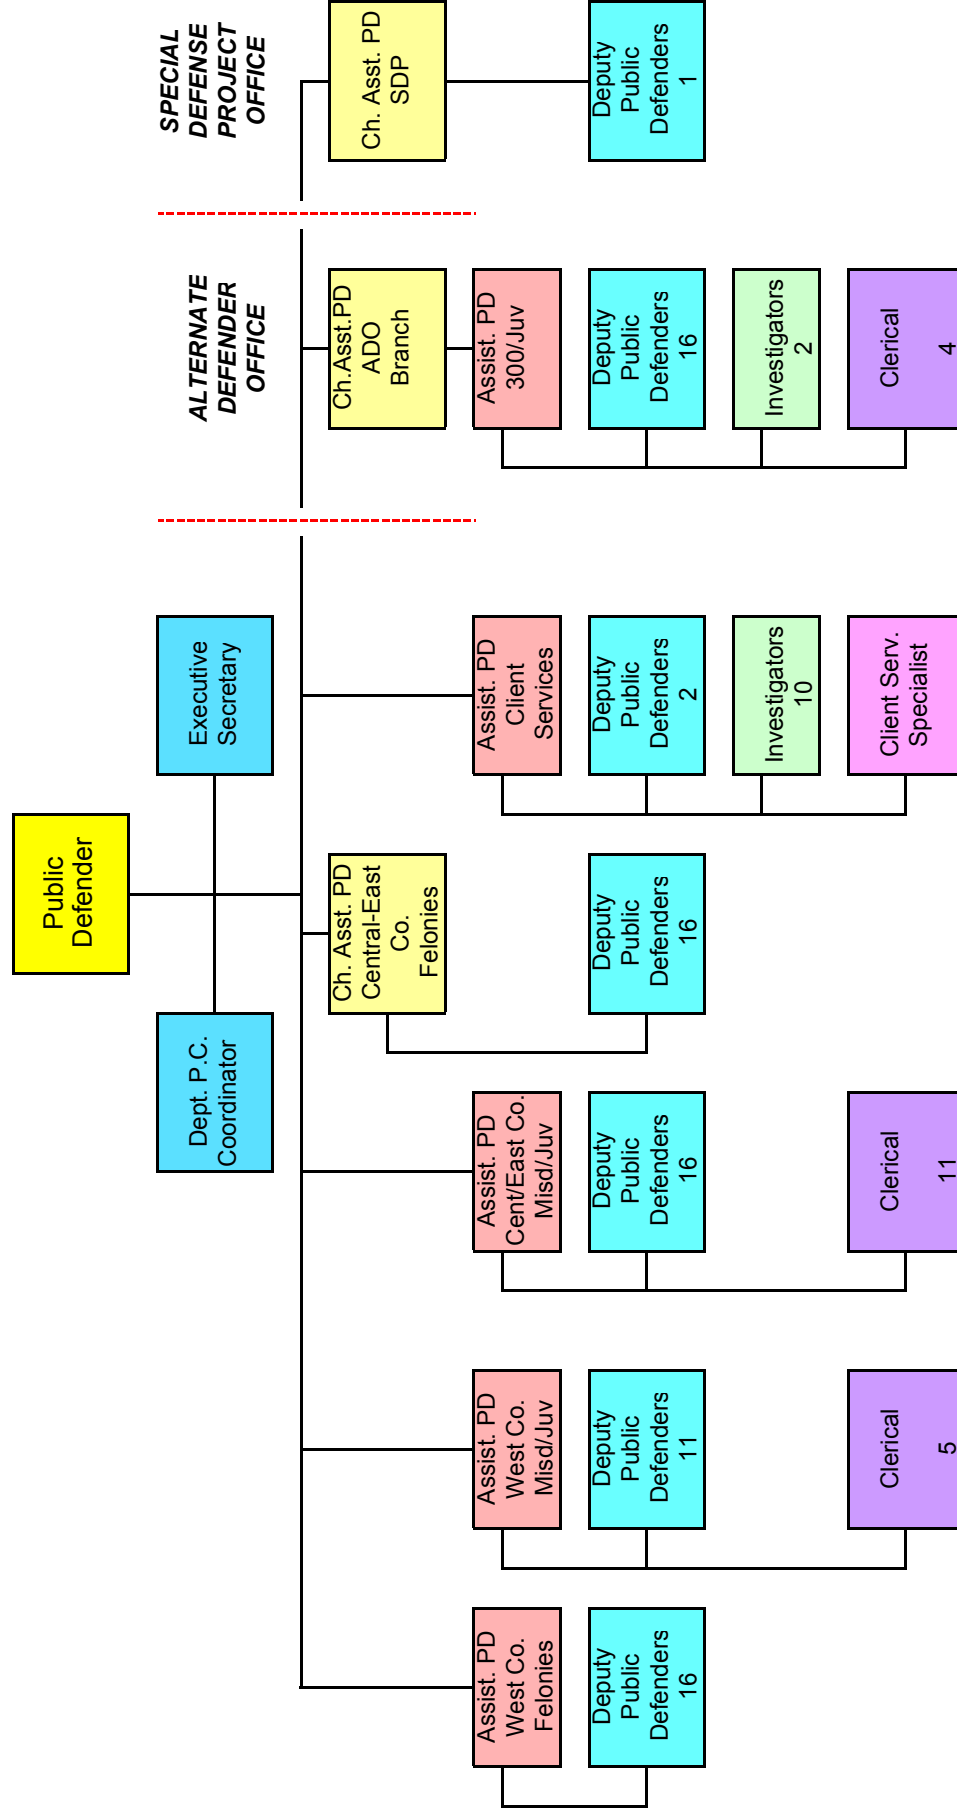 Public
Defender
Dept. P.C.
Coordinator
Executive
Secretary
ALTERNATE
DEFENDER
OFFICE
SPECIAL
DEFENSE
PROJECT
OFFICE
Ch. Asst. PD
Central-East
Co.
Felonies
Ch.Asst.PD
ADO
Branch
Ch. Asst. PD
SDP
Assist. PD
West Co.
Felonies
Assist. PD
West Co.
Misd/Juv
Assist. PD
Cent/East Co.
Misd/Juv
Assist. PD
Client
Services
Assist. PD
300/Juv
Deputy
Public
Defenders
16
Deputy
Public
Defenders
11
Deputy
Public
Defenders
16
Deputy
Public
Defenders
16
Deputy
Public
Defenders
2
Deputy
Public
Defenders
16
Deputy
Public
Defenders
1
Investigators
10
Investigators
2
Clerical
5
Clerical
11
Client Serv.
Specialist
Clerical
4